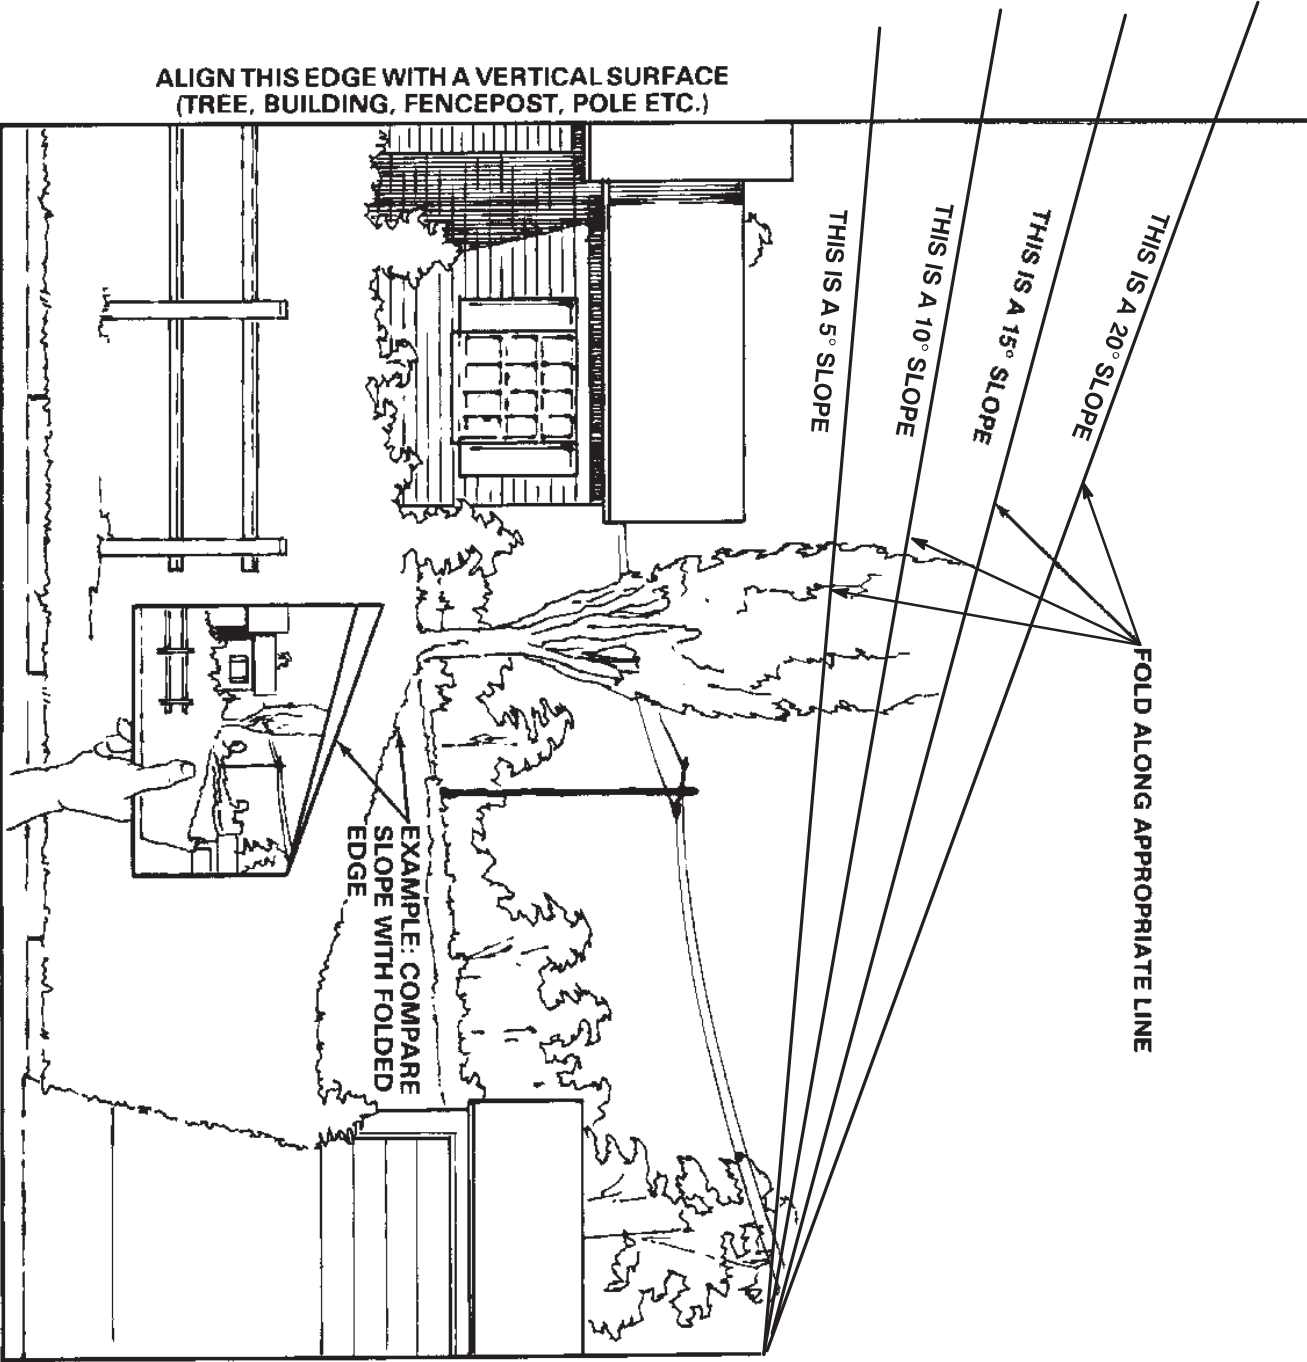 ALIGN THIS EDGE WITH A VERTICAL SURFACE
(TREE, BUILDING, FENCEPOST, POLE ETC.)
THIS IS A 20° SLOPE
THIS IS A 15° SLOPE
THIS IS A 10° SLOPE
THIS IS A 5° SLOPE
FOLD ALONG APPROPRIATE LINE
EXAMPLE: COMPARE
SLOPE WITH FOLDED
EDGE